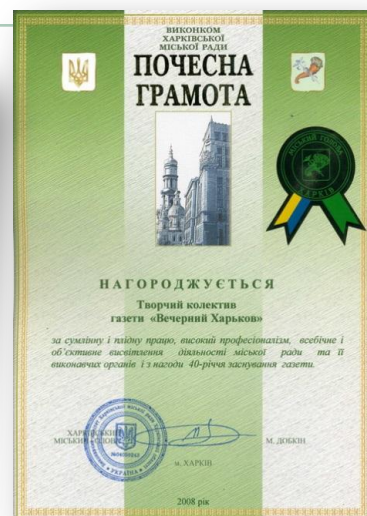 ВИКОНКОМ
ХАРКІВСЬКОЇ
МІСЬКОЇ РАДИ
ПОЧЕСНА
ГРАМОТА
ХАРКІВ
НАГОРОДЖУЄТЬСЯ
Творчий колектив
газети «Вечерний Харьков»
за сумлінну і плідну працю, високий професіоналізм, всебічне і
об'єктивне висвітлення діяльності міської ради та її
виконавчих органів і з нагоди 40-річчя заснування газети.
ХАРКІВСЬКИЙ
МІСЬКИЙ ГОЛОВА
М. ДОБКІН
УКРАЇНА
м. ХАРКІВ
2008 рік